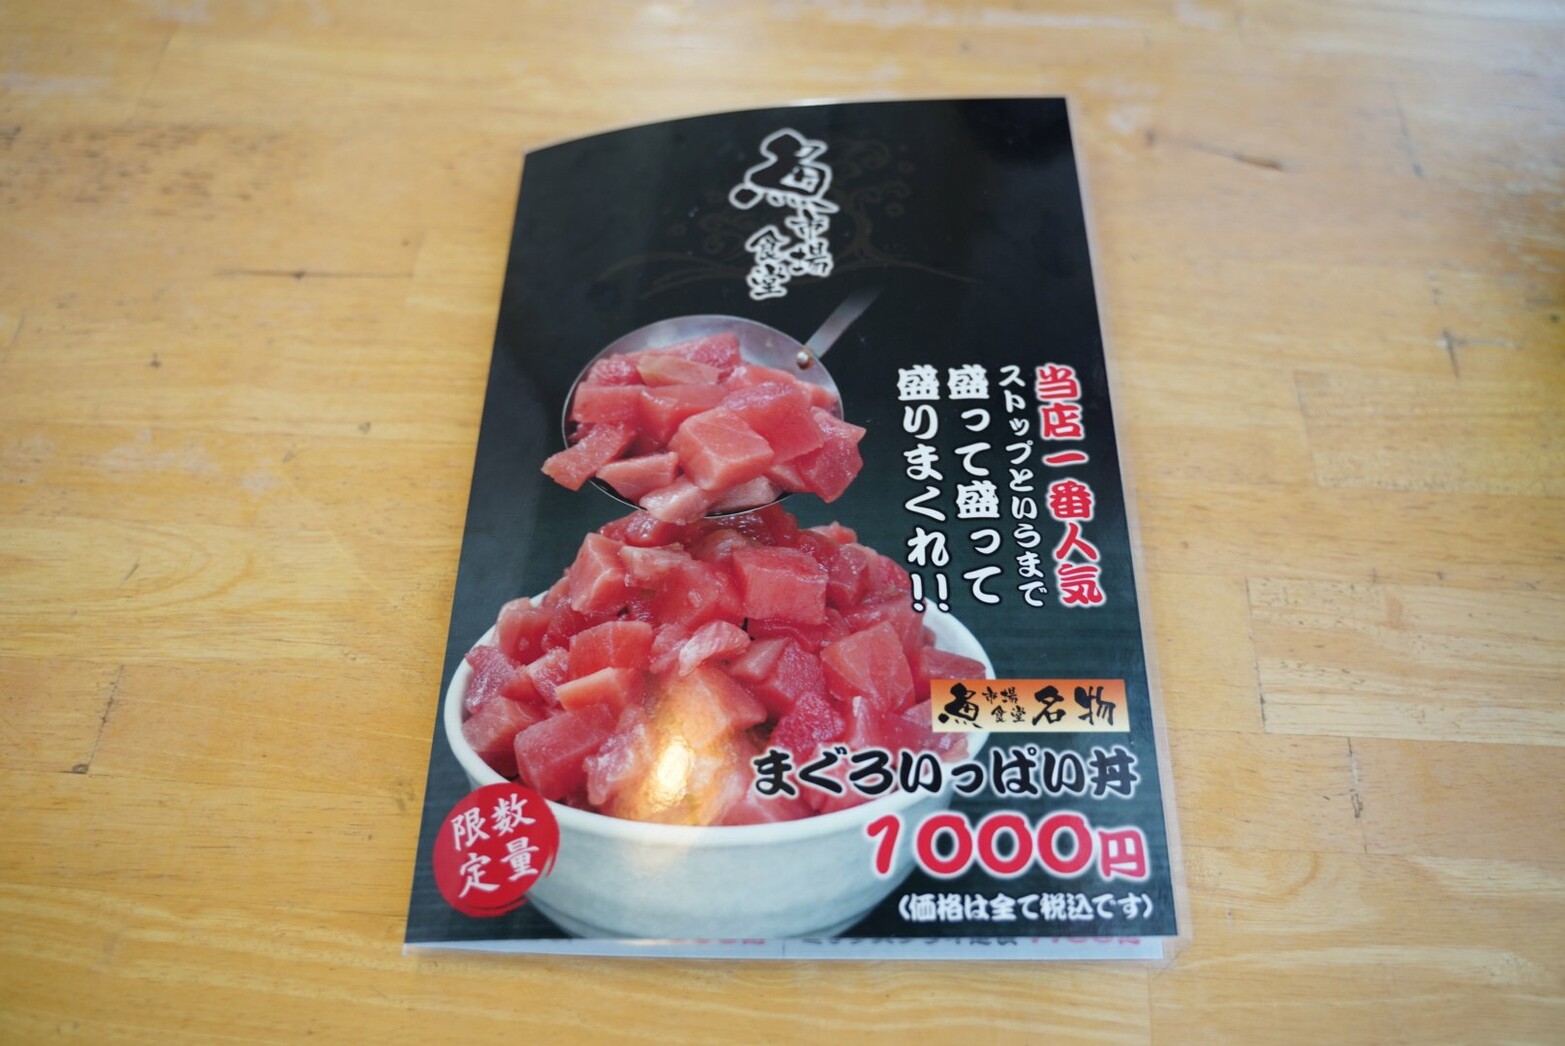 魚市場
食堂
当店一番人気
ストップというまで
盛って盛って
盛りまくれ!!
魚市場食堂名物
まぐろいっぱい丼
1000円
(価格は全て税込です)
数量
限定